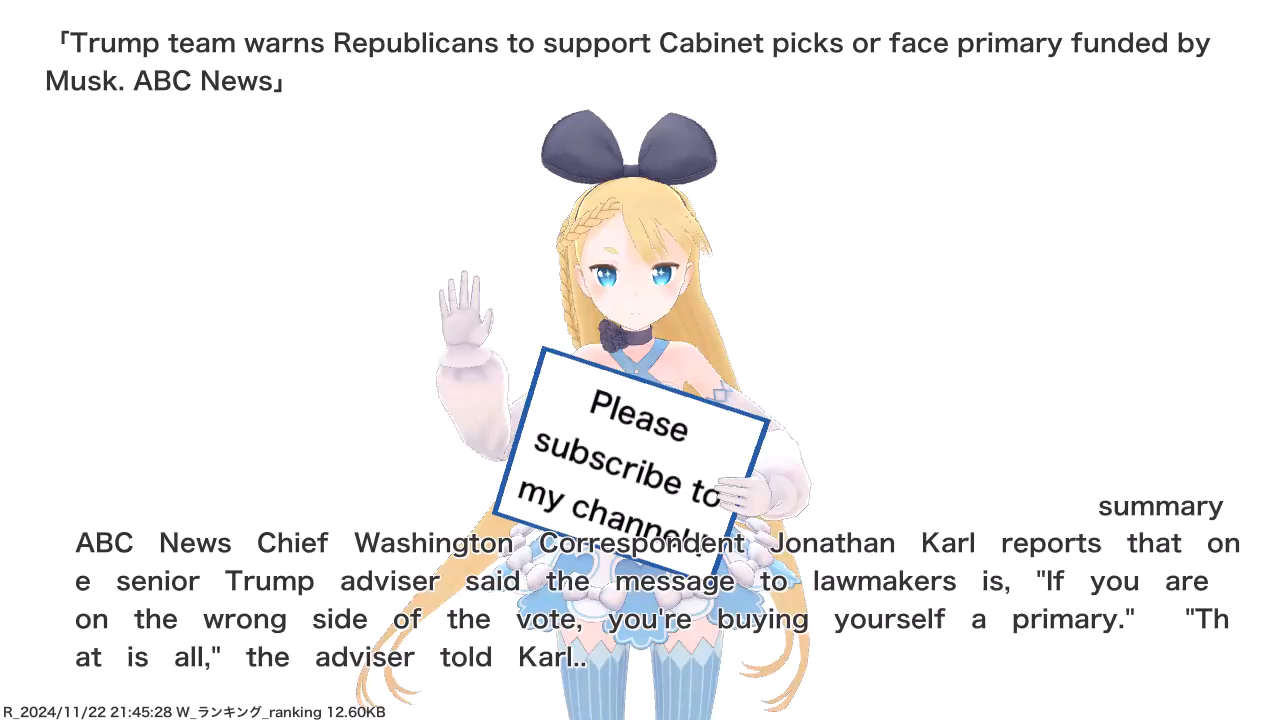 「Trump team warns Republicans to support Cabinet picks or face primary funded by
Musk. ABC News」
Please
subscribe to
my channel!
summary
ABC News Chief Washington Correspondent Jonathan Karl reports that on
e senior Trump adviser said the message to lawmakers is, "If you are
on the wrong side of the vote, you're buying yourself a primary." "Th
at is all," the adviser told Karl..
R_2024/11/22 21:45:28 W_ランキング_ranking 12.60KB